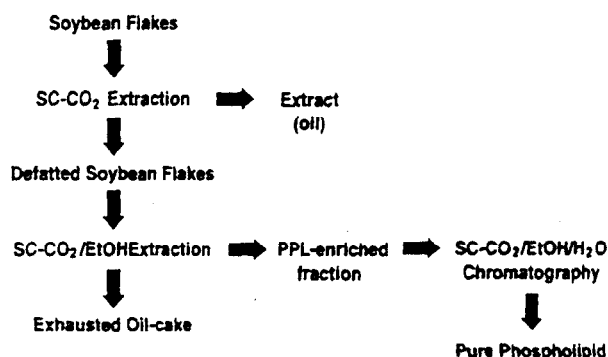 Soybean Flakes
SC-CO₂ Extraction
Extract
(oil)
Defatted Soybean Flakes
SC-CO₂/EtOHExtraction
PPL-enriched
fraction
SC-CO₂/EtOH/H₂O
Chromatography
Exhausted Oil-cake
Pure Phospholipid